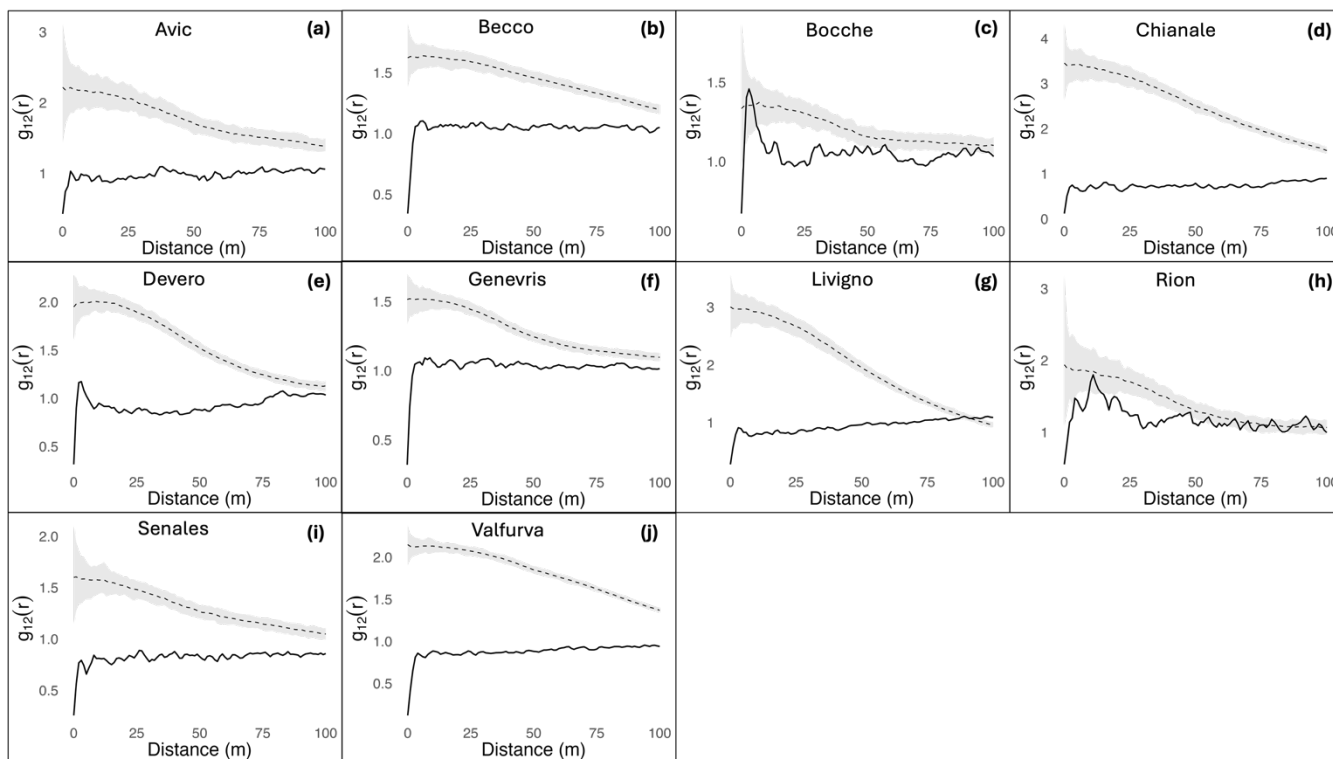 Avic (a)
g12(r)
3
2
1
0 25 50 75 100
Distance (m)
Becco (b)
g12(r)
1.5
1.0
0.5
0 25 50 75 100
Distance (m)
Bocche (c)
g12(r)
1.5
1.0
0 25 50 75 100
Distance (m)
Chianale (d)
g12(r)
4
3
2
1
0
0 25 50 75 100
Distance (m)
Devero (e)
g12(r)
2.0
1.5
1.0
0.5
0 25 50 75 100
Distance (m)
Genevris (f)
g12(r)
1.5
1.0
0.5
0 25 50 75 100
Distance (m)
Livigno (g)
g12(r)
3
2
1
0 25 50 75 100
Distance (m)
Rion (h)
g12(r)
3
2
1
0 25 50 75 100
Distance (m)
Senales (i)
g12(r)
2.0
1.5
1.0
0.5
0 25 50 75 100
Distance (m)
Valfurva (j)
g12(r)
2.0
1.5
1.0
0.5
0 25 50 75 100
Distance (m)